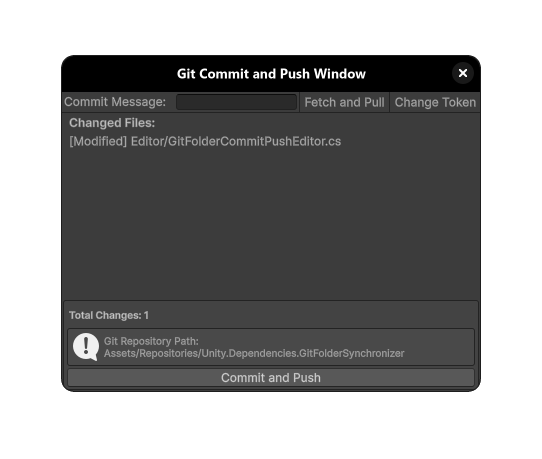 Git Commit and Push Window
Commit Message:
Fetch and Pull
Change Token
Changed Files:
[Modified] Editor/GitFolderCommitPushEditor.cs
Total Changes: 1
Git Repository Path:
Assets/Repositories/Unity.Dependencies.GitFolderSynchronizer
Commit and Push